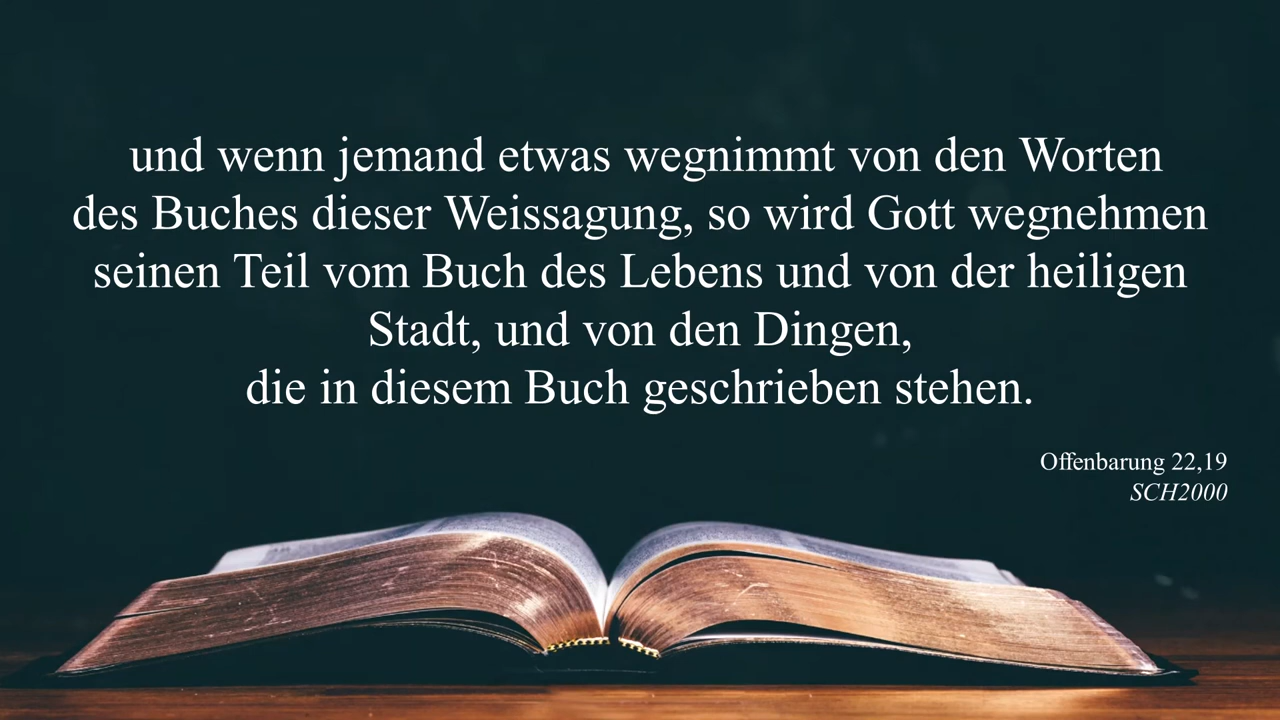 und wenn jemand etwas wegnimmt von den Worten
des Buches dieser Weissagung, so wird Gott wegnehmen
seinen Teil vom Buch des Lebens und von der heiligen
Stadt, und von den Dingen,
die in diesem Buch geschrieben stehen.
Offenbarung 22,19
SCH2000